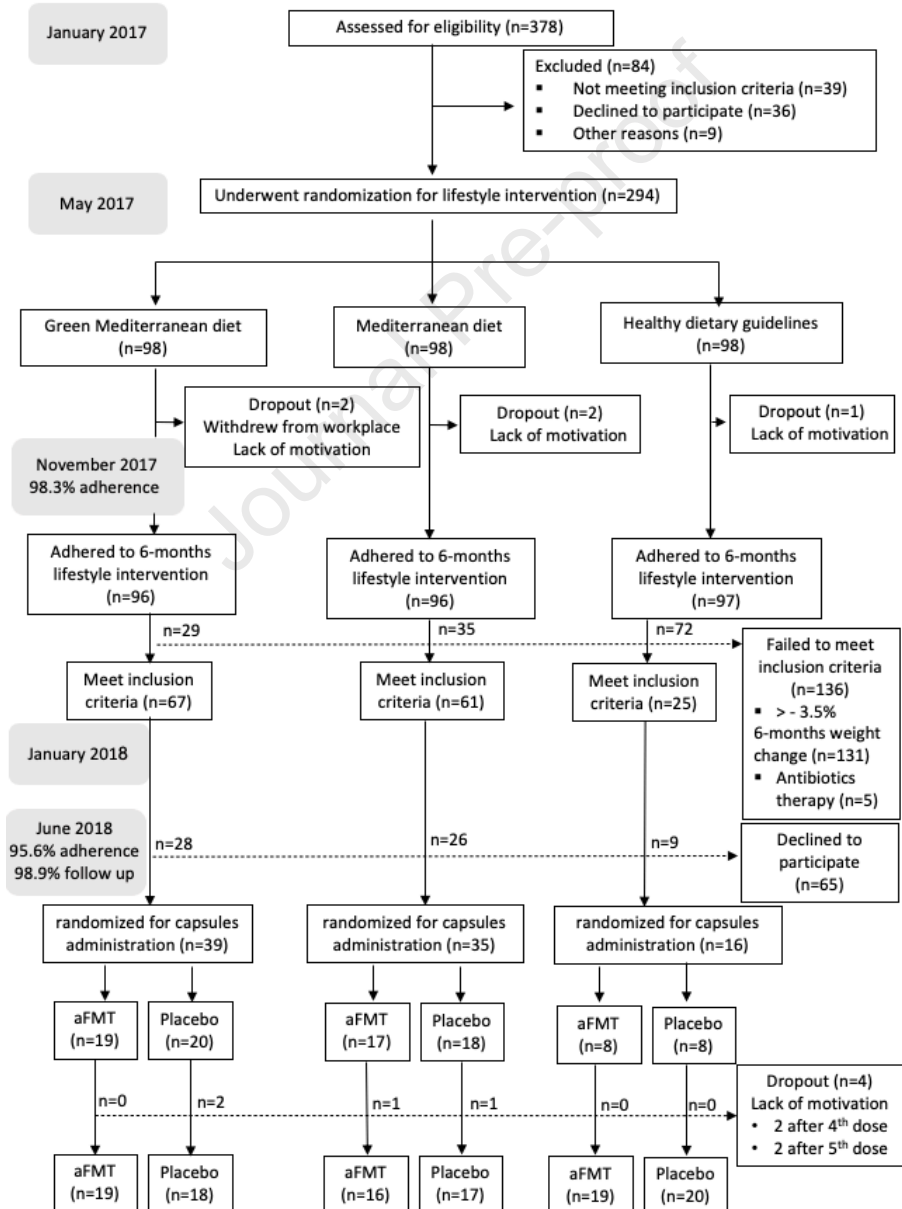 January 2017
Assessed for eligibility (n=378)
Excluded (n=84)
▪ Not meeting inclusion criteria (n=39)
▪ Declined to participate (n=36)
▪ Other reasons (n=9)
May 2017
Underwent randomization for lifestyle intervention (n=294)
Green Mediterranean diet
(n=98)
Mediterranean diet
(n=98)
Healthy dietary guidelines
(n=98)
Dropout (n=2)
Withdrew from workplace
Lack of motivation
Dropout (n=2)
Lack of motivation
Dropout (n=1)
Lack of motivation
November 2017
98.3% adherence
Adhered to 6-months
lifestyle intervention
(n=96)
Adhered to 6-months
lifestyle intervention
(n=96)
Adhered to 6-months
lifestyle intervention
(n=97)
n=29
n=35
n=72
Failed to meet
inclusion criteria
(n=136)
▪ > - 3.5%
6-months weight
change (n=131)
▪ Antibiotics
therapy (n=5)
Meet inclusion
criteria (n=67)
Meet inclusion
criteria (n=61)
Meet inclusion
criteria (n=25)
January 2018
June 2018
95.6% adherence
98.9% follow up
n=28
n=26
n=9
Declined to
participate
(n=65)
randomized for capsules
administration (n=39)
randomized for capsules
administration (n=35)
randomized for capsules
administration (n=16)
aFMT
(n=19)
Placebo
(n=20)
aFMT
(n=17)
Placebo
(n=18)
aFMT
(n=8)
Placebo
(n=8)
n=0
n=2
n=1
n=1
n=0
n=0
Dropout (n=4)
Lack of motivation
• 2 after 4th dose
• 2 after 5th dose
aFMT
(n=19)
Placebo
(n=18)
aFMT
(n=16)
Placebo
(n=17)
aFMT
(n=19)
Placebo
(n=20)
Journal Pre-proof